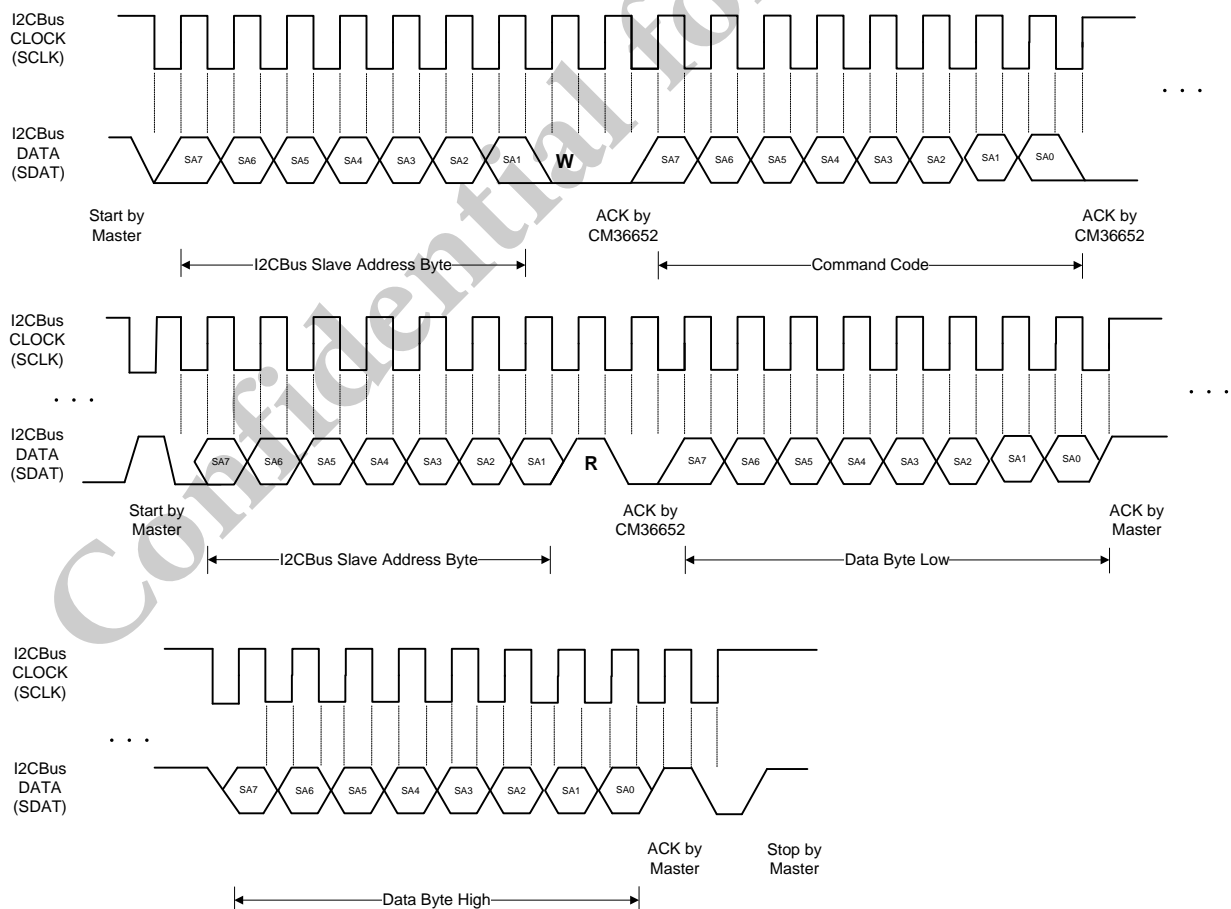 Confidential for
I2CBus
CLOCK
(SCLK)
. . .
I2CBus
DATA
(SDAT)
SA7 SA6 SA5 SA4 SA3 SA2 SA1 W SA7 SA6 SA5 SA4 SA3 SA2 SA1 SA0
Start by
Master
ACK by
CM36652
ACK by
CM36652
I2CBus Slave Address Byte
Command Code
I2CBus
CLOCK
(SCLK)
. . .
. . .
I2CBus
DATA
(SDAT)
SA7 SA6 SA5 SA4 SA3 SA2 SA1 R SA7 SA6 SA5 SA4 SA3 SA2 SA1 SA0
Start by
Master
ACK by
CM36652
ACK by
Master
I2CBus Slave Address Byte
Data Byte Low
I2CBus
CLOCK
(SCLK)
. . .
I2CBus
DATA
(SDAT)
SA7 SA6 SA5 SA4 SA3 SA2 SA1 SA0
ACK by
Master
Stop by
Master
Data Byte High